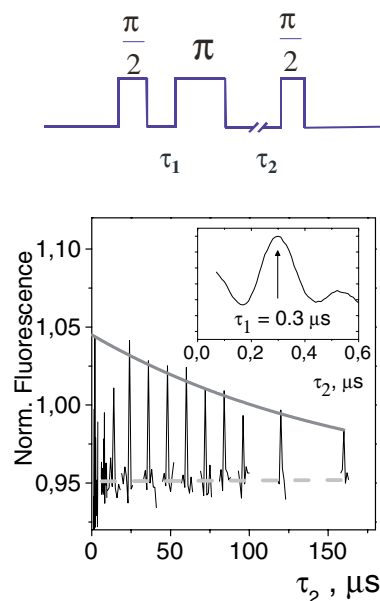 π/2 π π/2
τ₁ τ₂
Norm. Fluorescence
1,10
1,05
1,00
0,95
0 50 100 150
τ₂ , μs
τ₁ = 0.3 μs
0,0 0,2 0,4 0,6
τ₂, μs